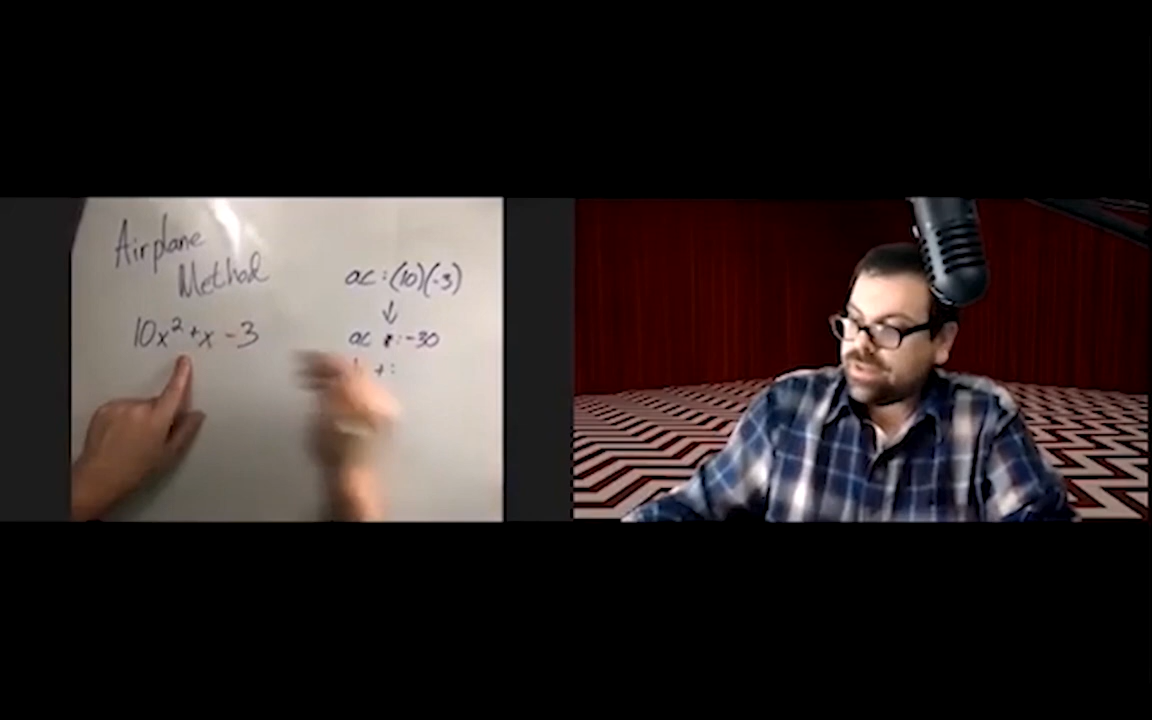 Airplane
Method
10x² + x - 3
ac : (10)(-3)
↓
ac : -30
+ :